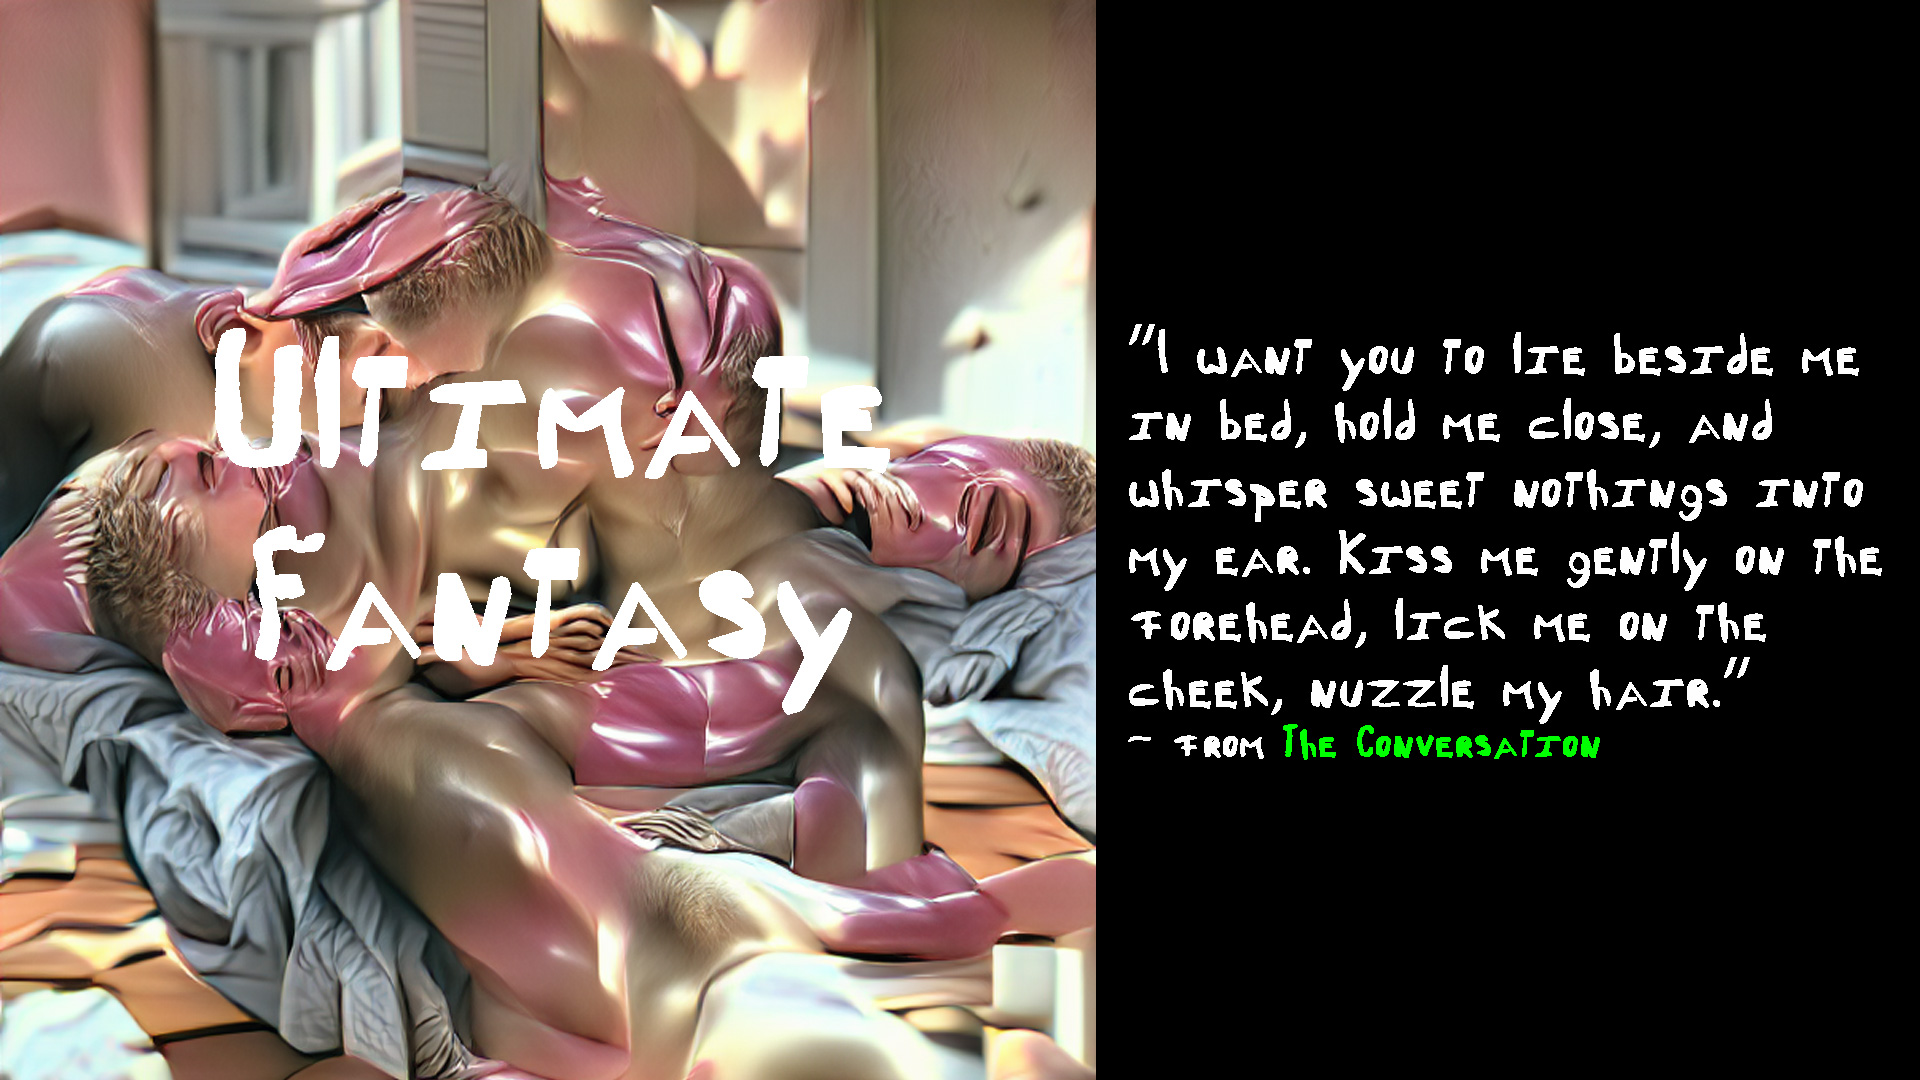 Ultimate
Fantasy
"I want you to lie beside me
in bed, hold me close, and
whisper sweet nothings into
my ear. Kiss me gently on the
forehead, lick me on the
cheek, nuzzle my hair."
~ from The Conversation